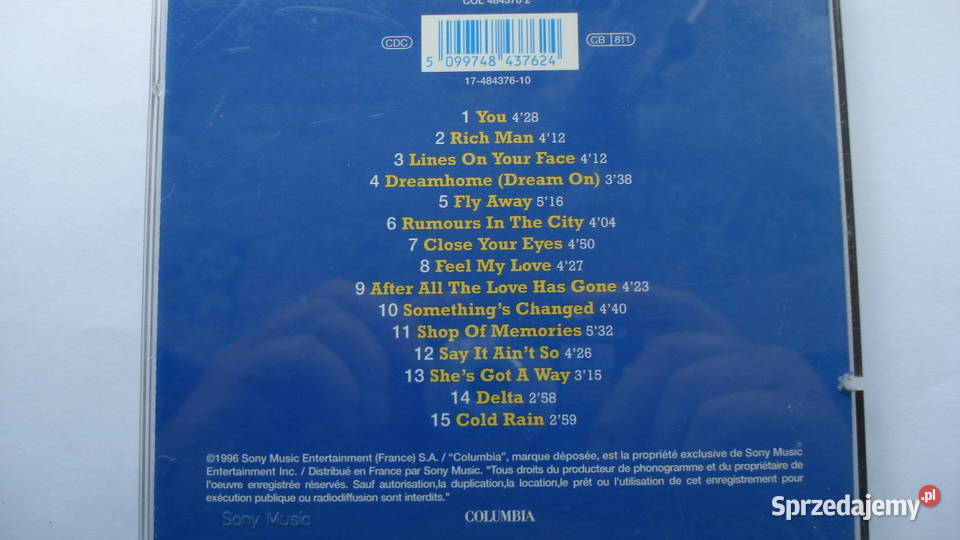 COL 484376 2
CDC
CB 811
5 099748 437624
17-484376-10
1 You 4'28
2 Rich Man 4'12
3 Lines On Your Face 4'12
4 Dreamhome (Dream On) 3'38
5 Fly Away 5'16
6 Rumours In The City 4'04
7 Close Your Eyes 4'50
8 Feel My Love 4'27
9 After All The Love Has Gone 4'23
10 Something's Changed 4'40
11 Shop Of Memories 5'32
12 Say It Ain't So 4'26
13 She's Got A Way 3'15
14 Delta 2'58
15 Cold Rain 2'59
©1996 Sony Music Entertainment (France) S.A. / "Columbia", marque déposée, est la propriété exclusive de Sony Music
Entertainment Inc. / Distribué en France par Sony Music. "Tous droits du producteur de phonogramme et du propriétaire de
l'oeuvre enregistrée réservés. Sauf autorisation,la duplication,la location,le prêt ou l'utilisation de cet enregistrement pour
exécution publique ou radiodiffusion sont interdits."
Sony Music
COLUMBIA
Sprzedajemy.pl